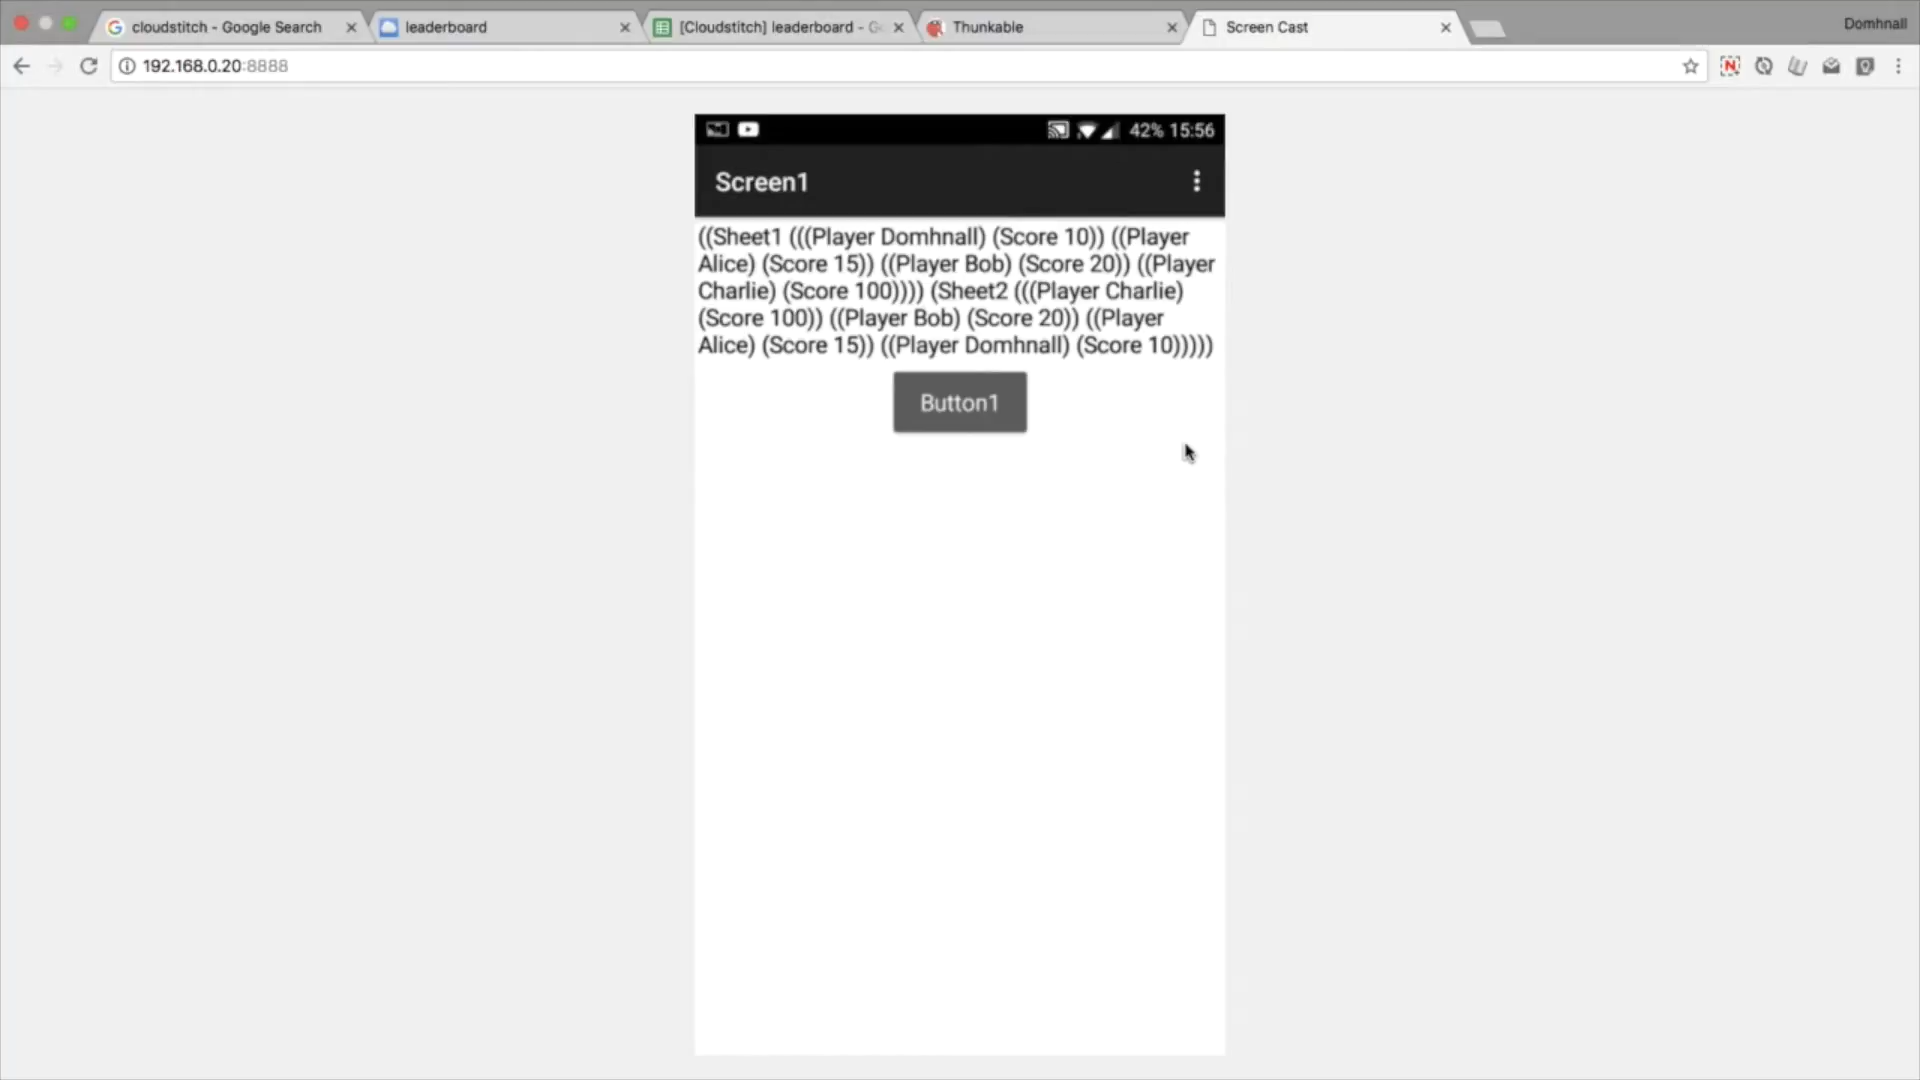 cloudstitch - Google Search
leaderboard
[Cloudstitch] leaderboard - G
Thunkable
Screen Cast
Domhnall
192.168.0.20:8888
42% 15:56
Screen1
((Sheet1 (((Player Domhnall) (Score 10)) ((Player
Alice) (Score 15)) ((Player Bob) (Score 20)) ((Player
Charlie) (Score 100)))) (Sheet2 (((Player Charlie)
(Score 100)) ((Player Bob) (Score 20)) ((Player
Alice) (Score 15)) ((Player Domhnall) (Score 10)))))
Button1